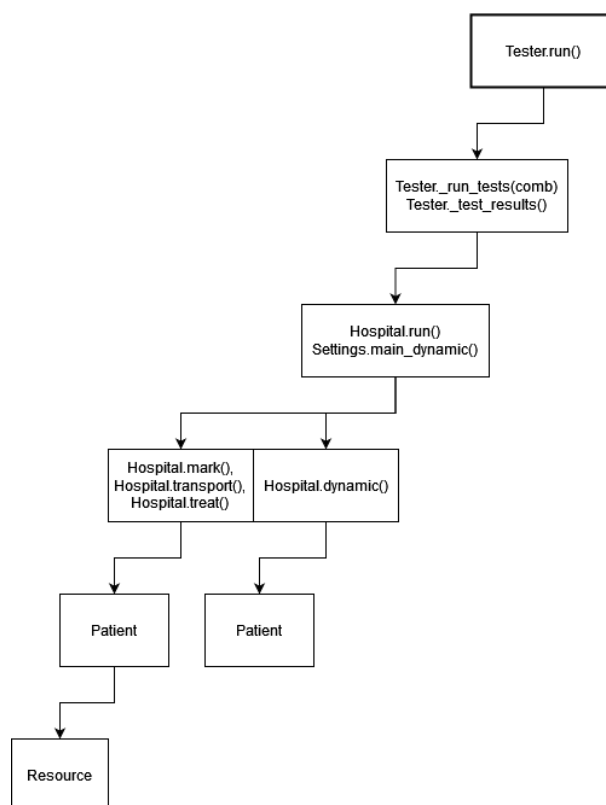 Tester.run()
Tester._run_tests(comb)
Tester._test_results()
Hospital.run()
Settings.main_dynamic()
Hospital.mark(),
Hospital.transport(),
Hospital.treat()
Hospital.dynamic()
Patient
Patient
Resource